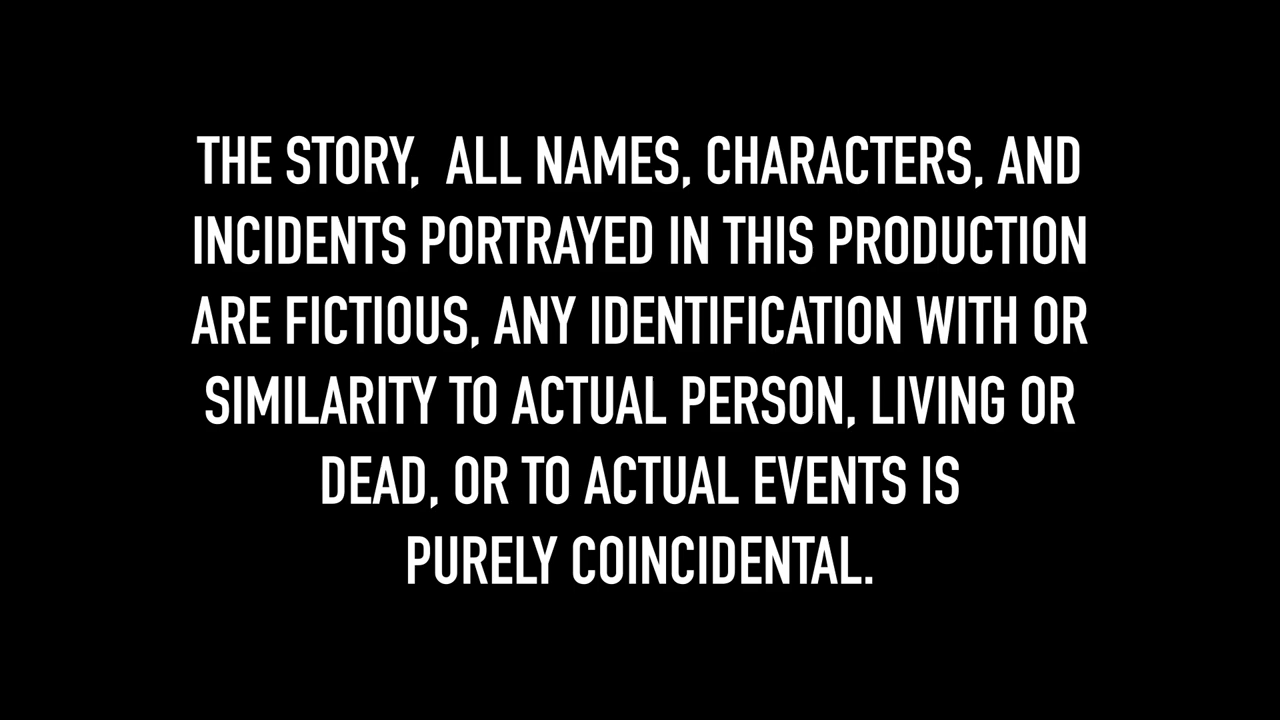 THE STORY,  ALL NAMES, CHARACTERS, AND
INCIDENTS PORTRAYED IN THIS PRODUCTION
ARE FICTIOUS, ANY IDENTIFICATION WITH OR
SIMILARITY TO ACTUAL PERSON, LIVING OR
DEAD, OR TO ACTUAL EVENTS IS
PURELY COINCIDENTAL.